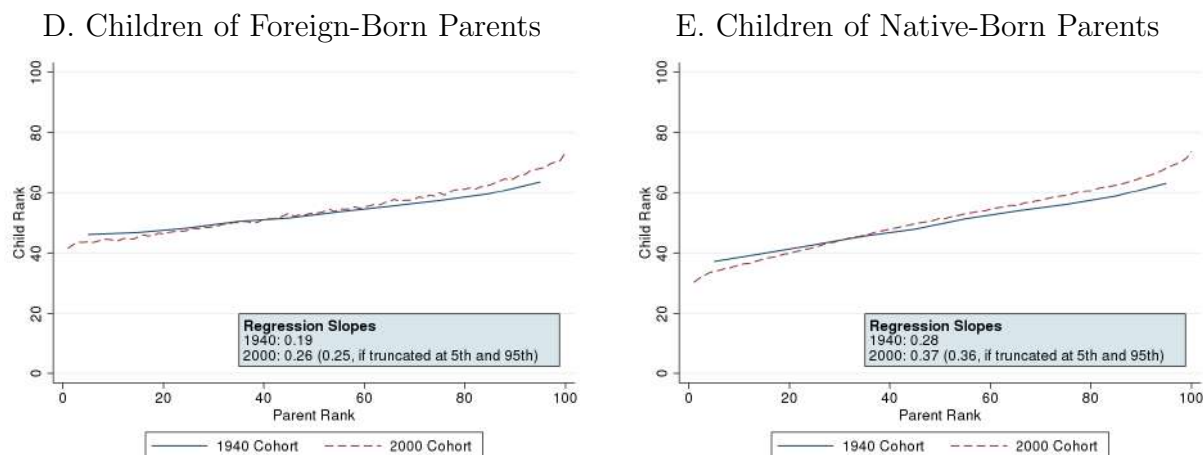 D. Children of Foreign-Born Parents
100
80
60
40
20
0
Child Rank
Regression Slopes
1940: 0.19
2000: 0.26 (0.25, if truncated at 5th and 95th)
0 20 40 60 80 100
Parent Rank
1940 Cohort 2000 Cohort
E. Children of Native-Born Parents
100
80
60
40
20
0
Child Rank
Regression Slopes
1940: 0.28
2000: 0.37 (0.36, if truncated at 5th and 95th)
0 20 40 60 80 100
Parent Rank
1940 Cohort 2000 Cohort